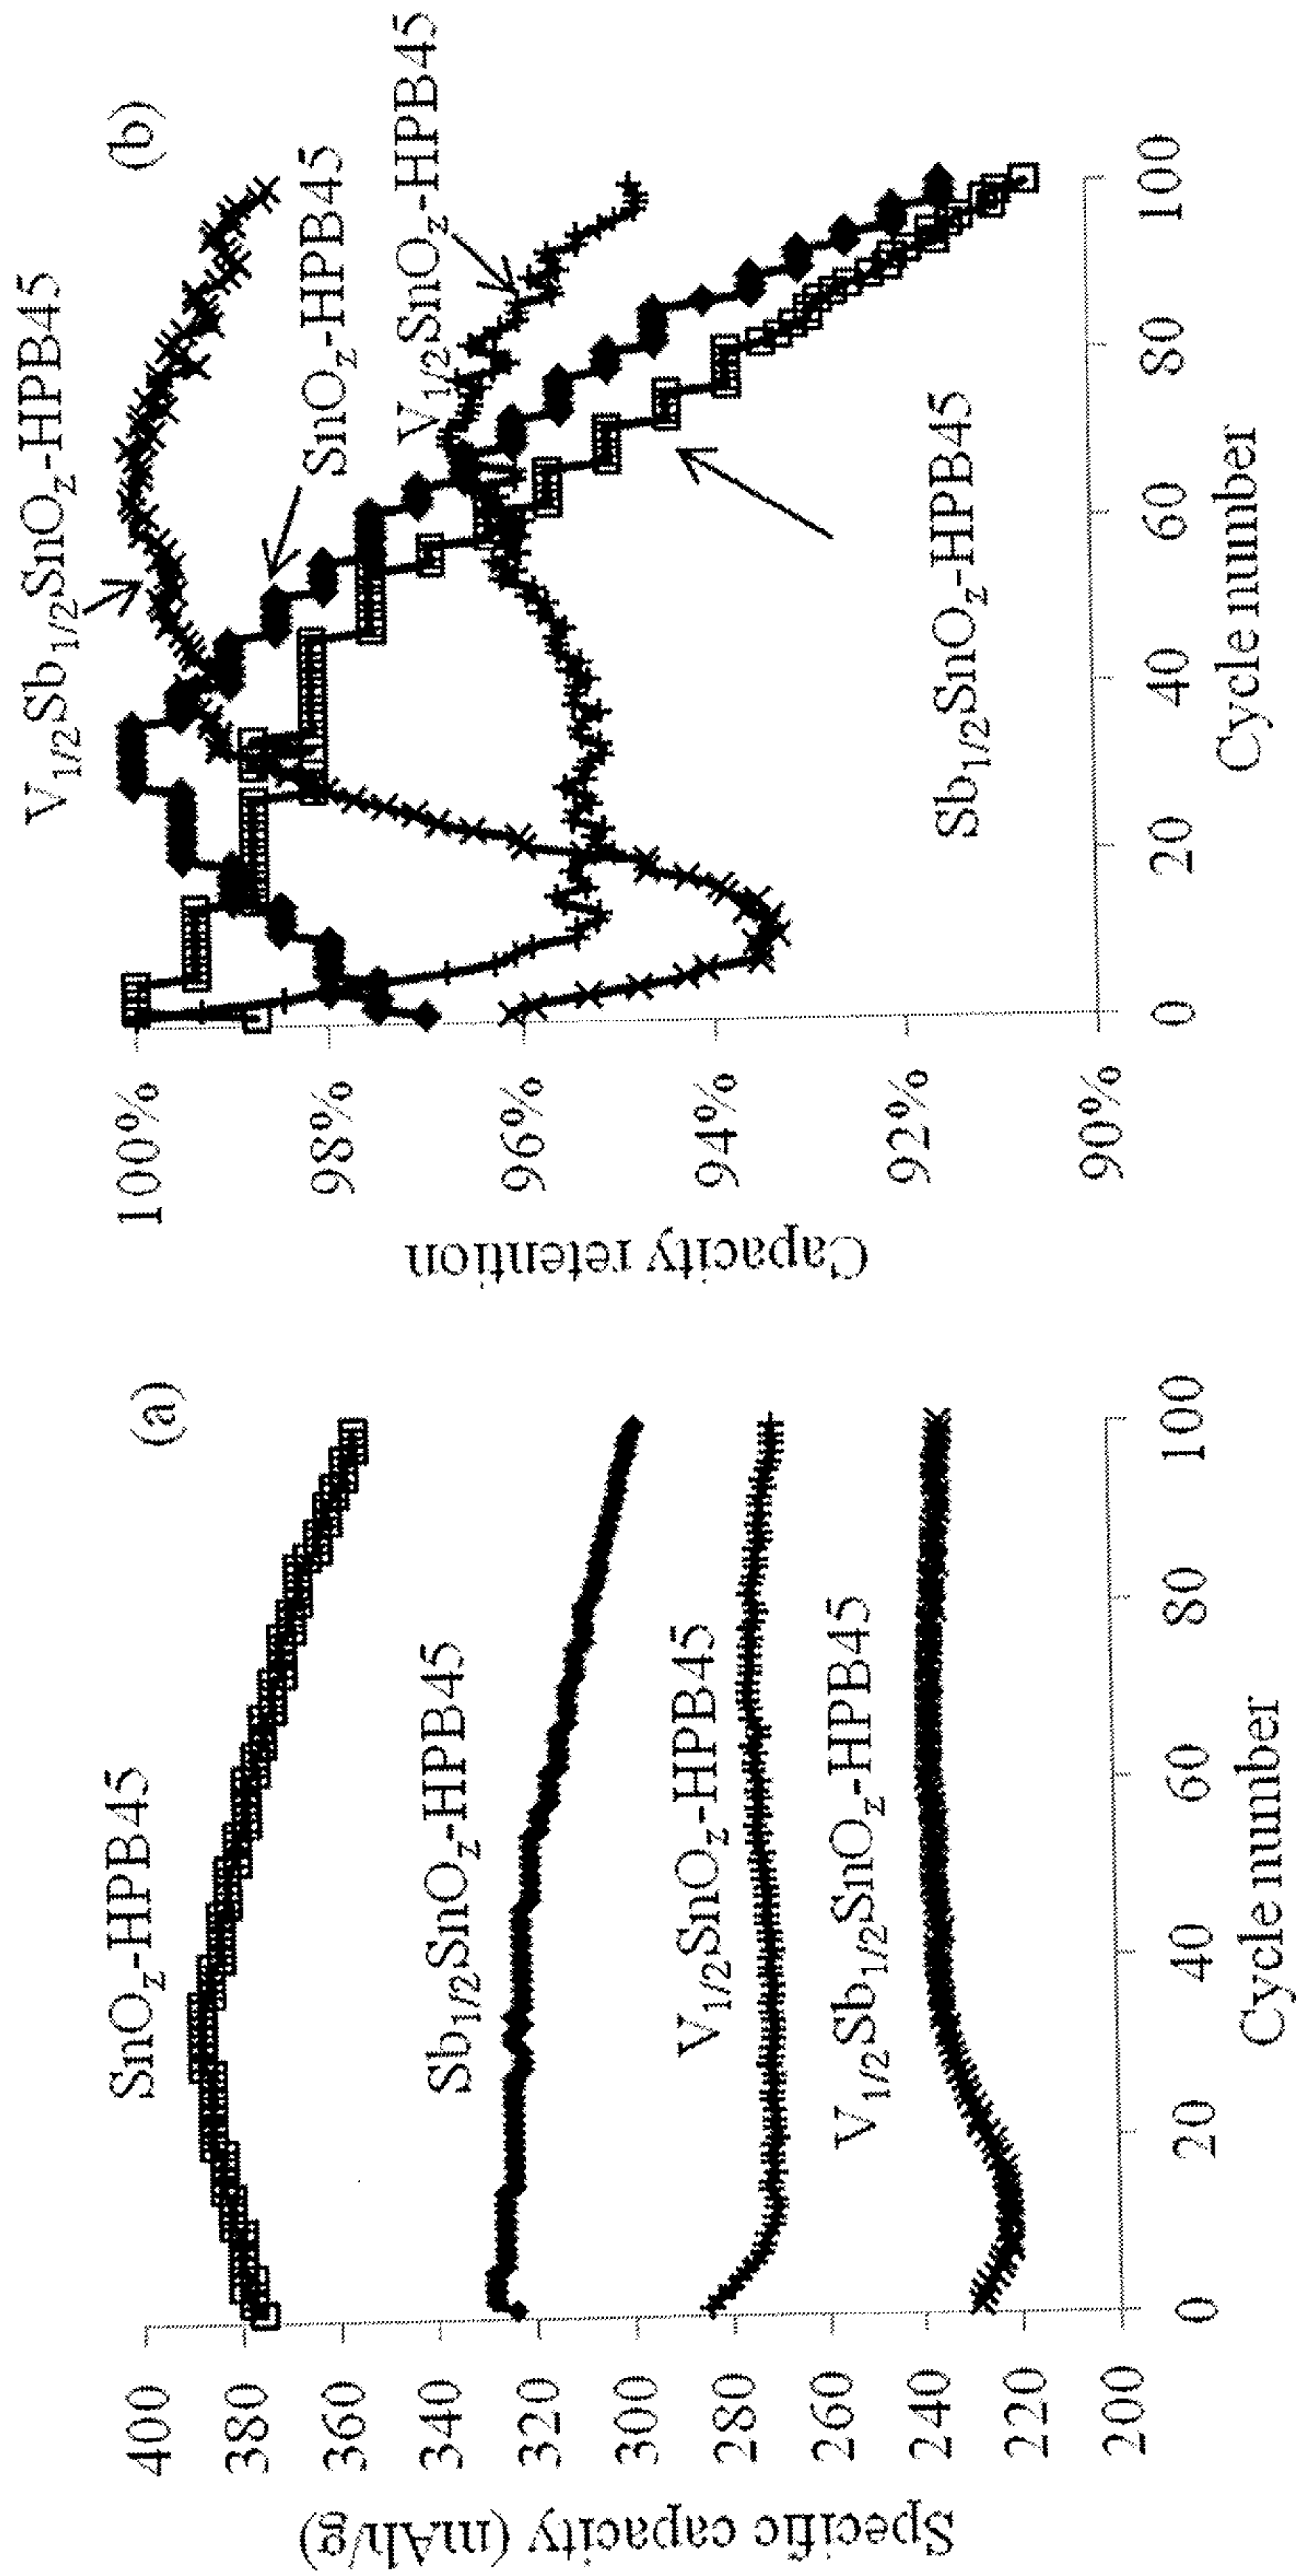 (a)
SnOz-HPB45
Sb1/2SnOz-HPB45
V1/2SnOz-HPB45
V1/2Sb1/2SnOz-HPB45
400
380
360
340
320
300
280
260
240
220
200
Specific capacity (mAh/g)
0 20 40 60 80 100
Cycle number
(b)
V1/2Sb1/2SnOz-HPB45
SnOz-HPB45
V1/2SnOz-HPB45
Sb1/2SnOz-HPB45
100%
98%
96%
94%
92%
90%
Capacity retention
0 20 40 60 80 100
Cycle number